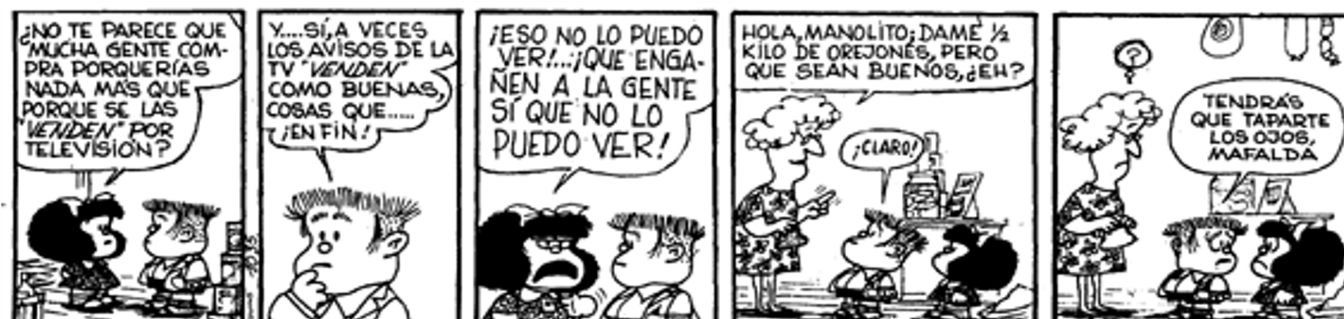 ¿NO TE PARECE QUE
MUCHA GENTE COM-
PRA PORQUERÍAS
NADA MÁS QUE
PORQUE SE LAS
"VENDEN" POR
TELEVISIÓN?
Y....SÍ, A VECES
LOS AVISOS DE LA
TV "VENDEN"
COMO BUENAS,
COSAS QUE.....
¡EN FIN!
¡ESO NO LO PUEDO
VER!...¡QUE ENGA-
ÑEN A LA GENTE
SÍ QUE NO LO
PUEDO VER!
HOLA, MANOLITO; DAME ½
KILO DE OREJONES, PERO
QUE SEAN BUENOS, ¿EH?
¡CLARO!
?
TENDRÁS
QUE TAPARTE
LOS OJOS,
MAFALDA